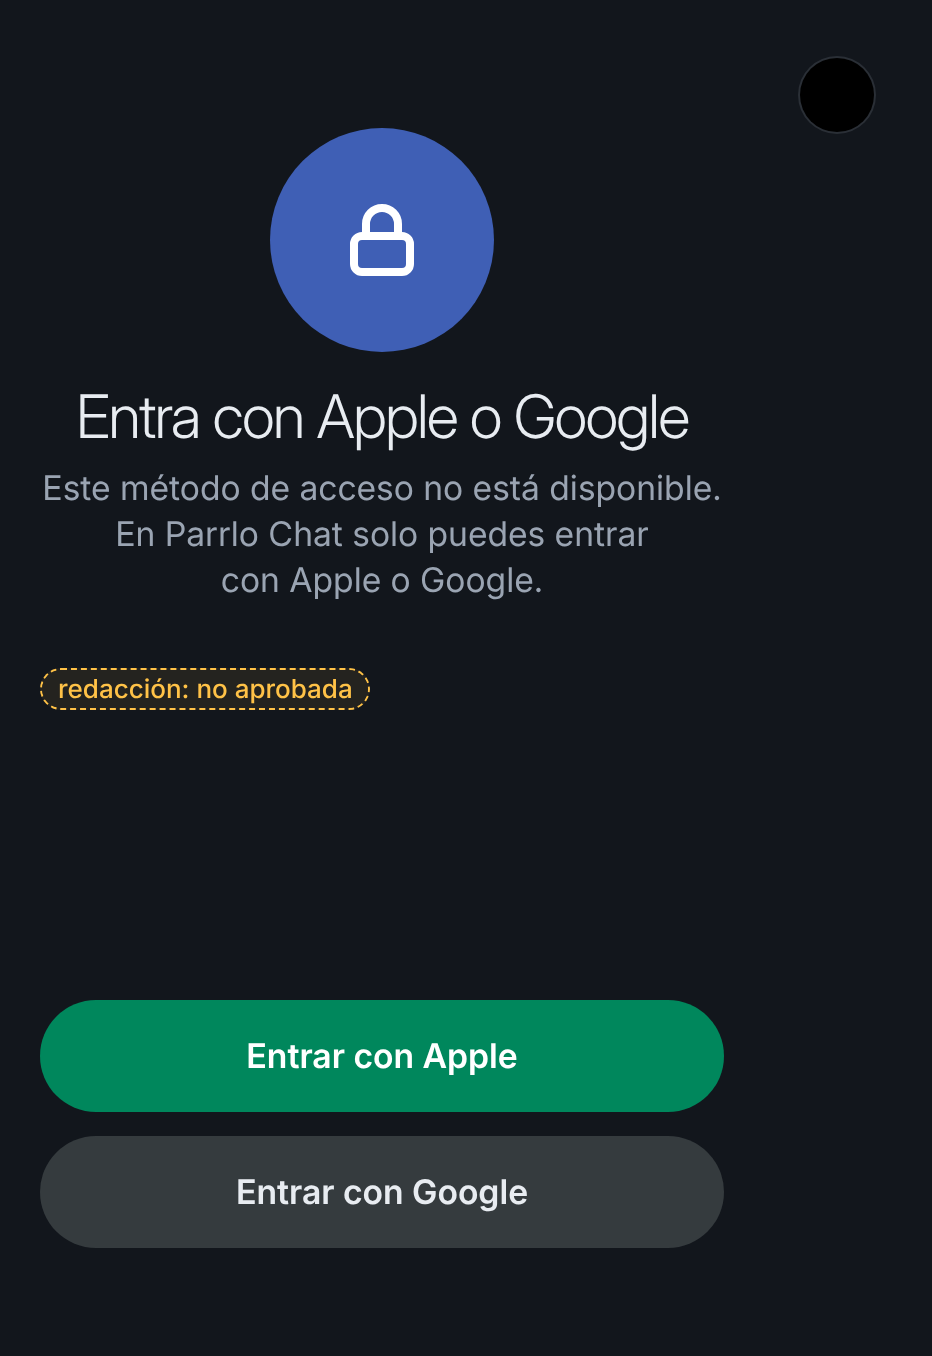 Entra con Apple o Google
Este método de acceso no está disponible.
En Parrlo Chat solo puedes entrar
con Apple o Google.
redacción: no aprobada
Entrar con Apple
Entrar con Google